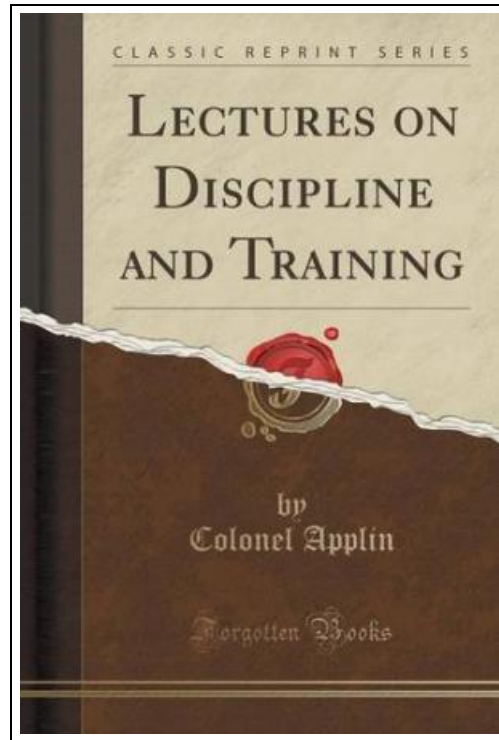 CLASSIC REPRINT SERIES
LECTURES ON
DISCIPLINE
AND TRAINING
F
by
Colonel Applin
Forgotten Books